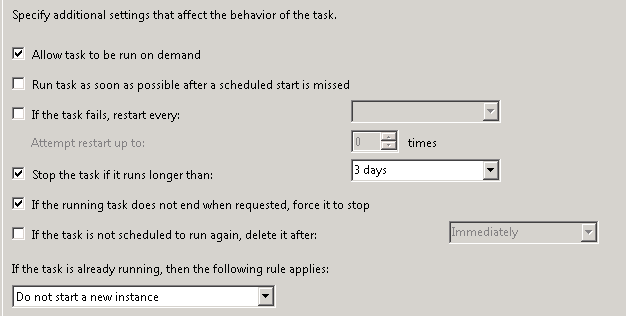 Specify additional settings that affect the behavior of the task.
Allow task to be run on demand
Run task as soon as possible after a scheduled start is missed
If the task fails, restart every:
Attempt restart up to: 0 times
Stop the task if it runs longer than: 3 days
If the running task does not end when requested, force it to stop
If the task is not scheduled to run again, delete it after: Immediately
If the task is already running, then the following rule applies:
Do not start a new instance